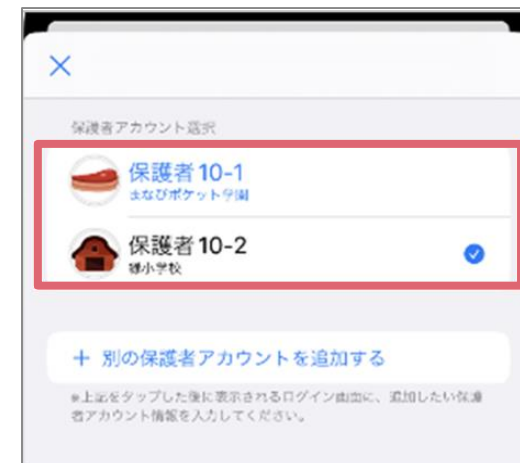 保護者アカウント選択
保護者10-1
まなびポケット学園
保護者10-2
郷小学校
+ 別の保護者アカウントを追加する
※上記をタップした後に表示されるログイン画面に、追加したい保護
者アカウント情報を入力してください。